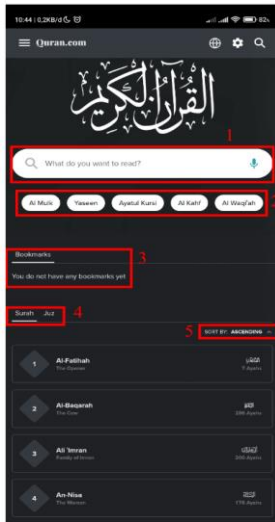 10:44 | 0,2KB/d
82%
Quran.com
القرآن الكريم
1
What do you want to read?
2
Al Mulk Yaseen Ayatul Kursi Al Kahf Al Waqi'ah
Bookmarks
3
You do not have any bookmarks yet
Surah Juz 4
5 SORT BY: ASCENDING
1 Al-Fatihah
The Opener 7 Ayahs
2 Al-Baqarah
The Cow 286 Ayahs
3 Ali 'Imran
Family of Imran 200 Ayahs
4 An-Nisa
The Women 176 Ayahs